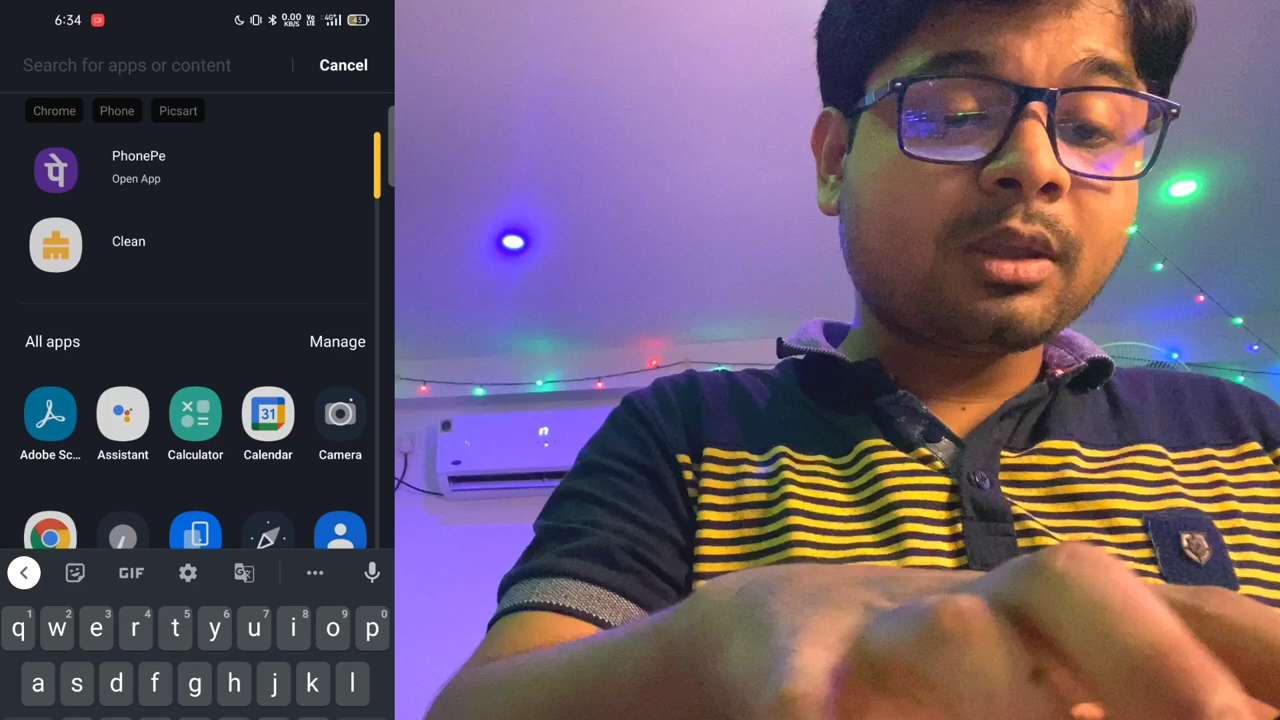 6:34 0.00 KB/S Vo LTE 4G+ 43
Search for apps or content Cancel
Chrome Phone Picsart
पे PhonePe
Open App
Clean
All apps Manage
31
Adobe Sc... Assistant Calculator Calendar Camera
GIF
1 2 3 4 5 6 7 8 9 0
q w e r t y u i o p
a s d f g h j k l